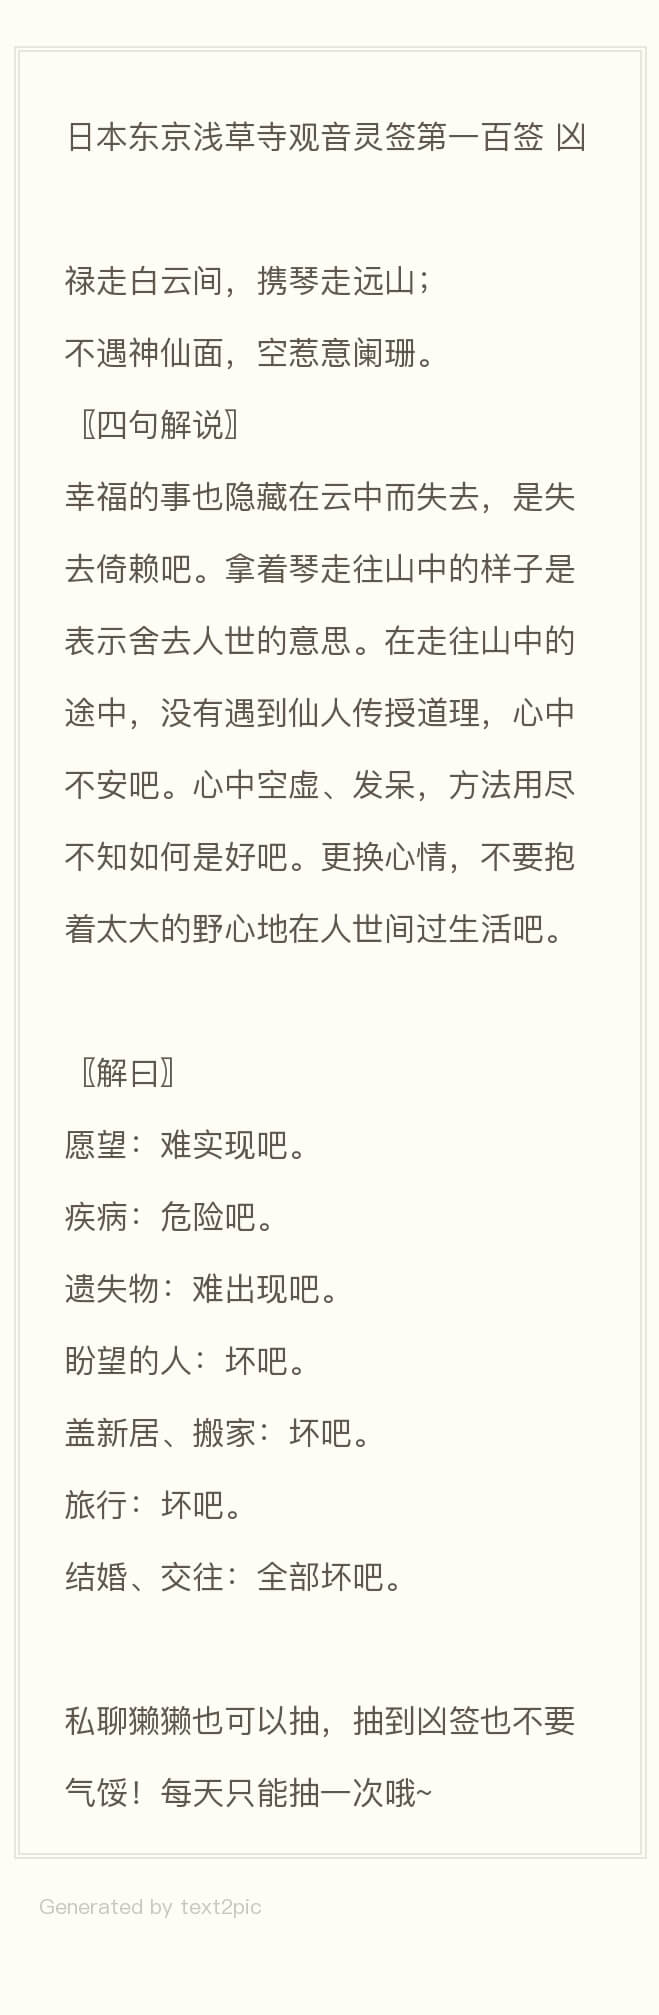 日本东京浅草寺观音灵签第一百签 凶
禄走白云间，携琴走远山；
不遇神仙面，空惹意阑珊。
〖四句解说〗
幸福的事也隐藏在云中而失去，是失
去倚赖吧。拿着琴走往山中的样子是
表示舍去人世的意思。在走往山中的
途中，没有遇到仙人传授道理，心中
不安吧。心中空虚、发呆，方法用尽
不知如何是好吧。更换心情，不要抱
着太大的野心地在人世间过生活吧。
〖解曰〗
愿望：难实现吧。
疾病：危险吧。
遗失物：难出现吧。
盼望的人：坏吧。
盖新居、搬家：坏吧。
旅行：坏吧。
结婚、交往：全部坏吧。
私聊獭獭也可以抽，抽到凶签也不要
气馁！每天只能抽一次哦~
Generated by text2pic